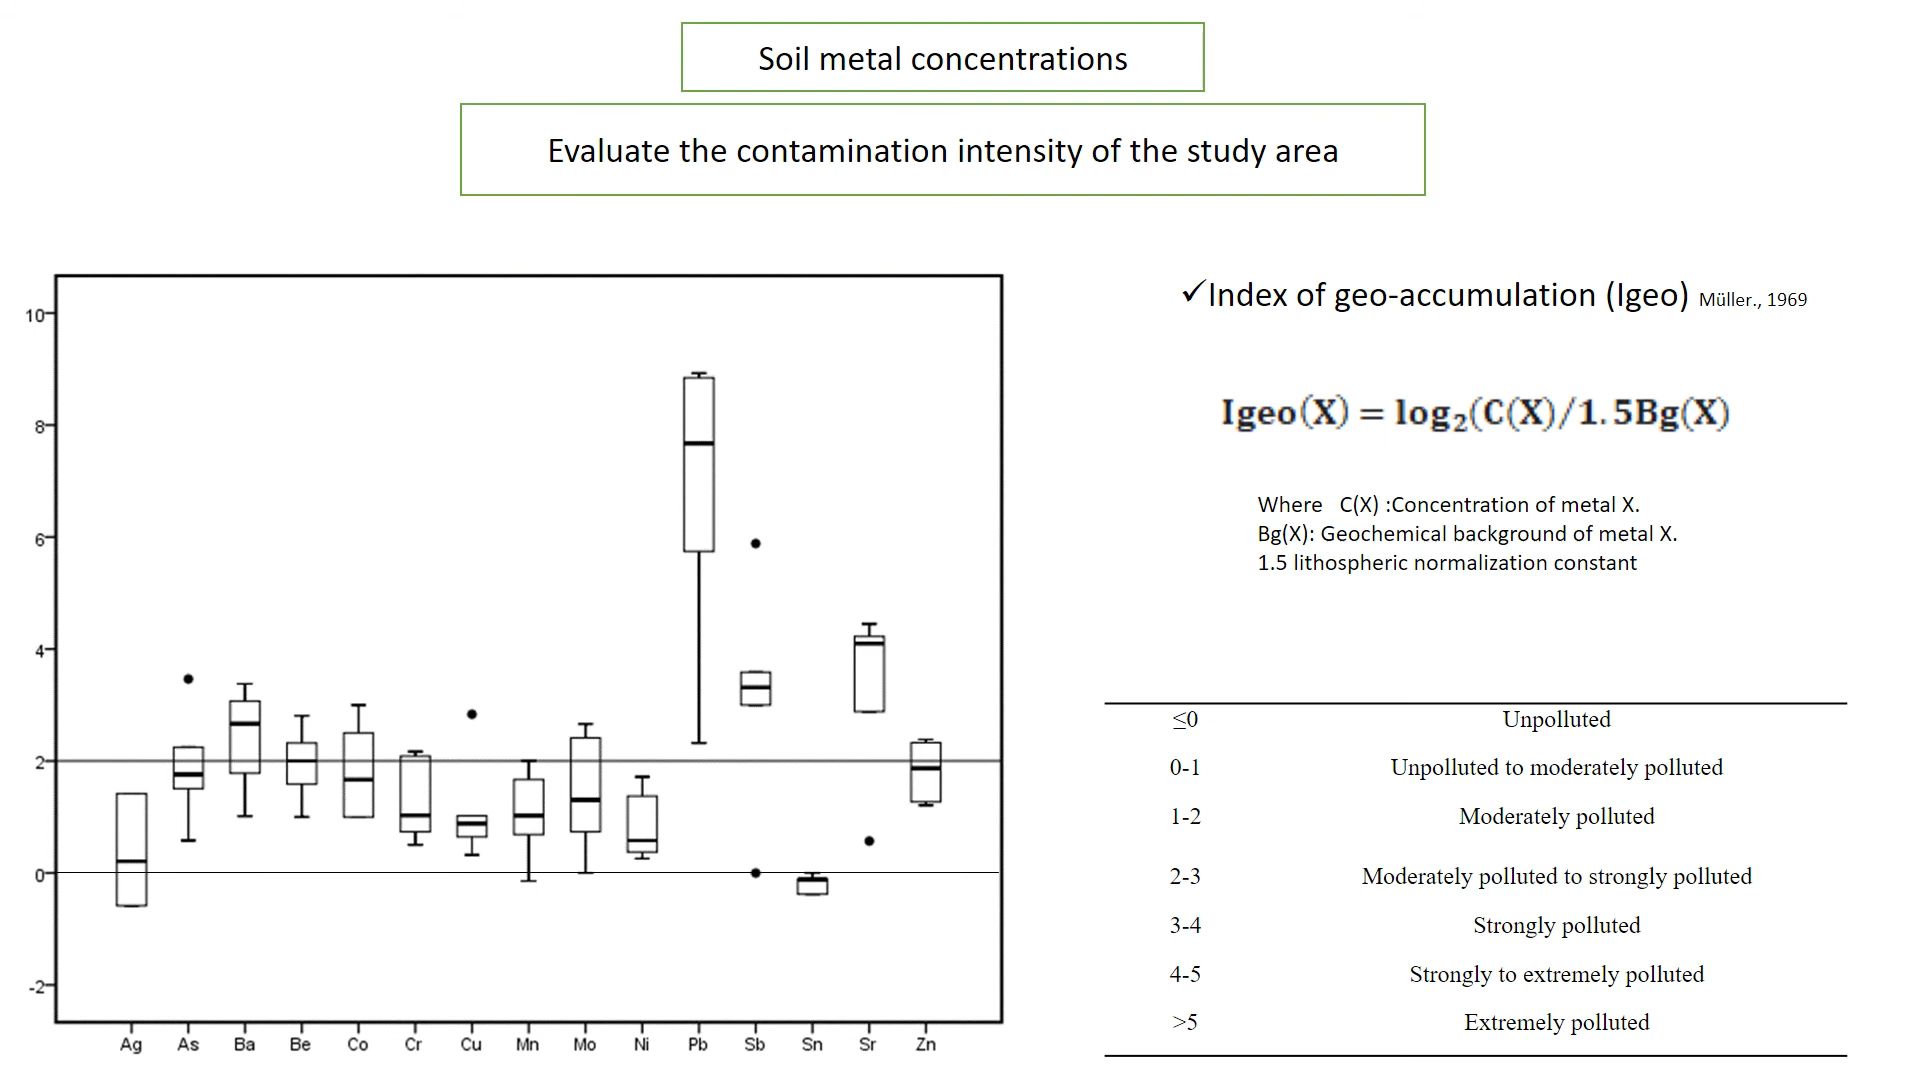 Soil metal concentrations
Evaluate the contamination intensity of the study area
10
8
6
4
2
0
-2
Ag As Ba Be Co Cr Cu Mn Mo Ni Pb Sb Sn Sr Zn
✓Index of geo-accumulation (Igeo) Müller., 1969
Igeo(X) = log₂(C(X)/1.5Bg(X)
Where C(X) :Concentration of metal X.
Bg(X): Geochemical background of metal X.
1.5 lithospheric normalization constant
≤0 Unpolluted
0-1 Unpolluted to moderately polluted
1-2 Moderately polluted
2-3 Moderately polluted to strongly polluted
3-4 Strongly polluted
4-5 Strongly to extremely polluted
>5 Extremely polluted